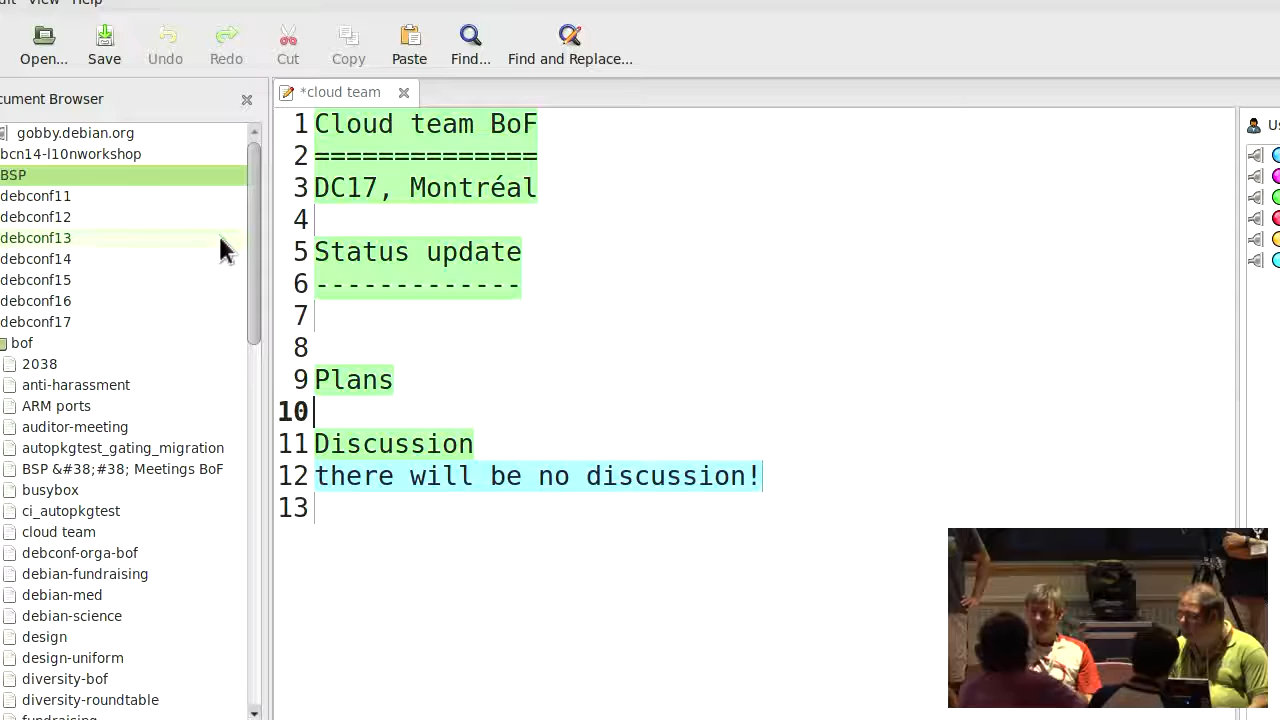 View Help
Open... Save Undo Redo Cut Copy Paste Find... Find and Replace...
cument Browser
*cloud team
gobby.debian.org
bcn14-l10nworkshop
BSP
debconf11
debconf12
debconf13
debconf14
debconf15
debconf16
debconf17
bof
2038
anti-harassment
ARM ports
auditor-meeting
autopkgtest_gating_migration
BSP &#38;#38; Meetings BoF
busybox
ci_autopkgtest
cloud team
debconf-orga-bof
debian-fundraising
debian-med
debian-science
design
design-uniform
diversity-bof
diversity-roundtable
fundraising
1 Cloud team BoF
2 ==============
3 DC17, Montréal
4
5 Status update
6 -------------
7
8
9 Plans
10
11 Discussion
12 there will be no discussion!
13